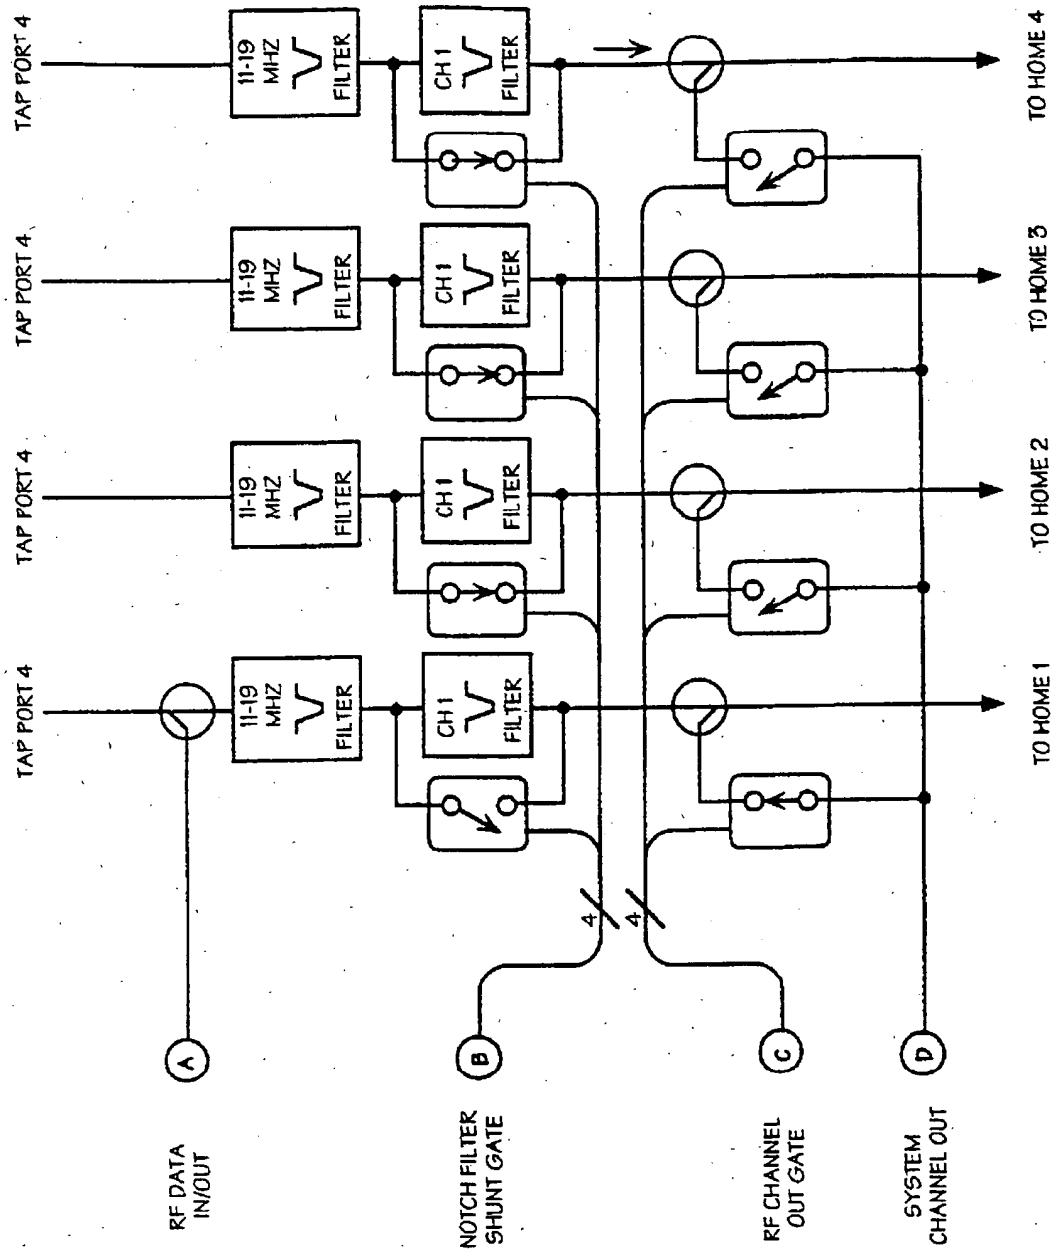 TAP PORT 4
TAP PORT 4
TAP PORT 4
TAP PORT 4
11-19
MHZ
FILTER
11-19
MHZ
FILTER
11-19
MHZ
FILTER
11-19
MHZ
FILTER
CH 1
FILTER
CH 1
FILTER
CH 1
FILTER
CH 1
FILTER
4
4
A
B
C
D
RF DATA
IN/OUT
NOTCH FILTER
SHUNT GATE
RF CHANNEL
OUT GATE
SYSTEM
CHANNEL OUT
TO HOME 1
TO HOME 2
TO HOME 3
TO HOME 4